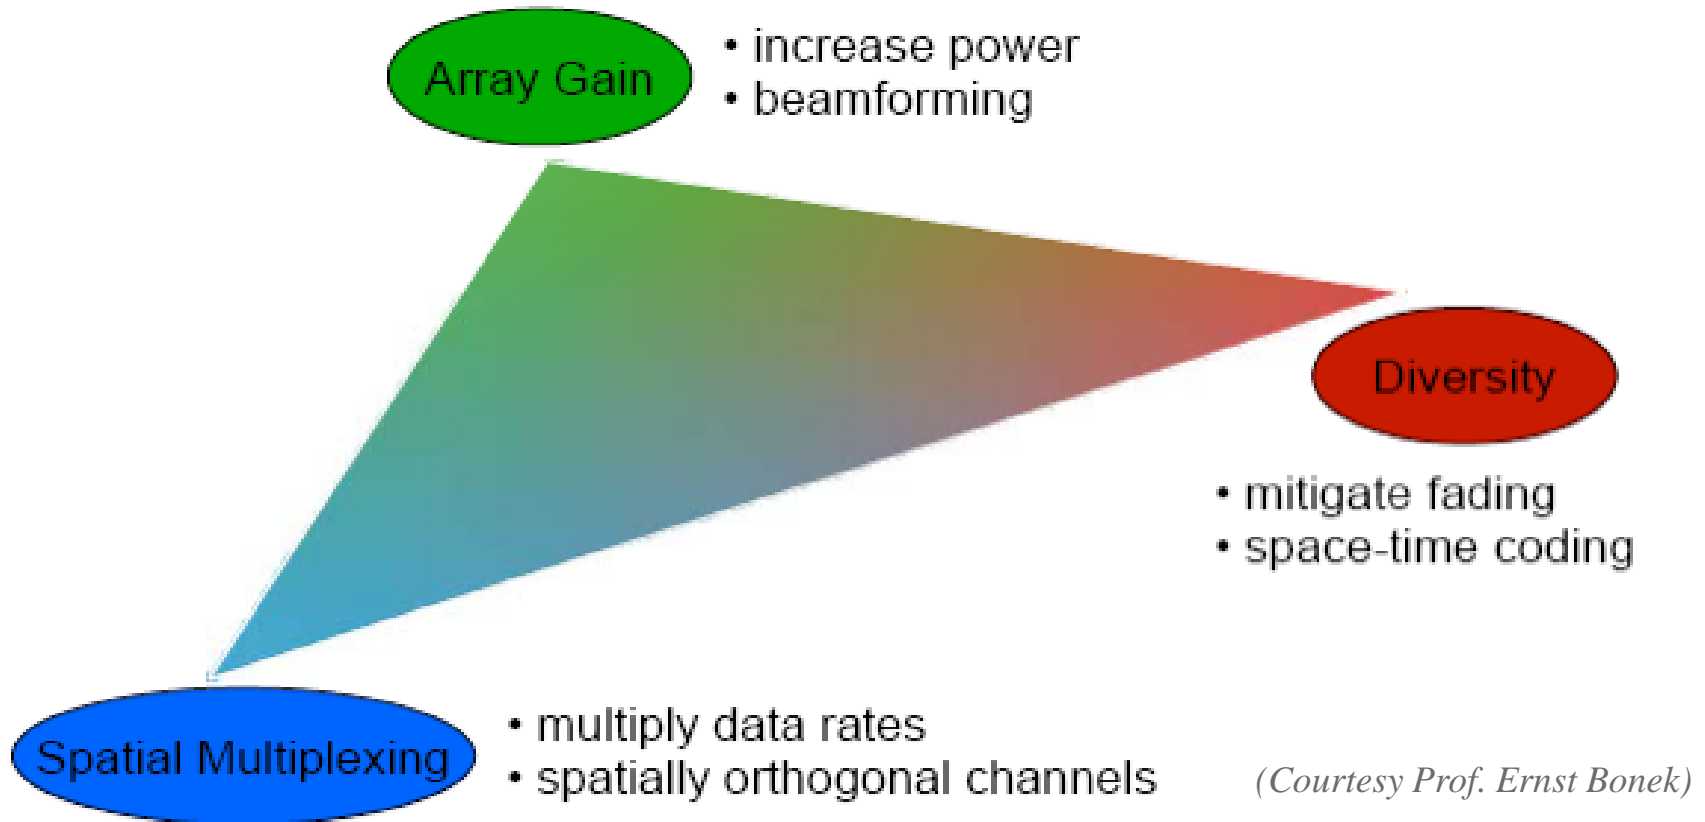 Array Gain
• increase power
• beamforming
Diversity
• mitigate fading
• space-time coding
Spatial Multiplexing
• multiply data rates
• spatially orthogonal channels
(Courtesy Prof. Ernst Bonek)